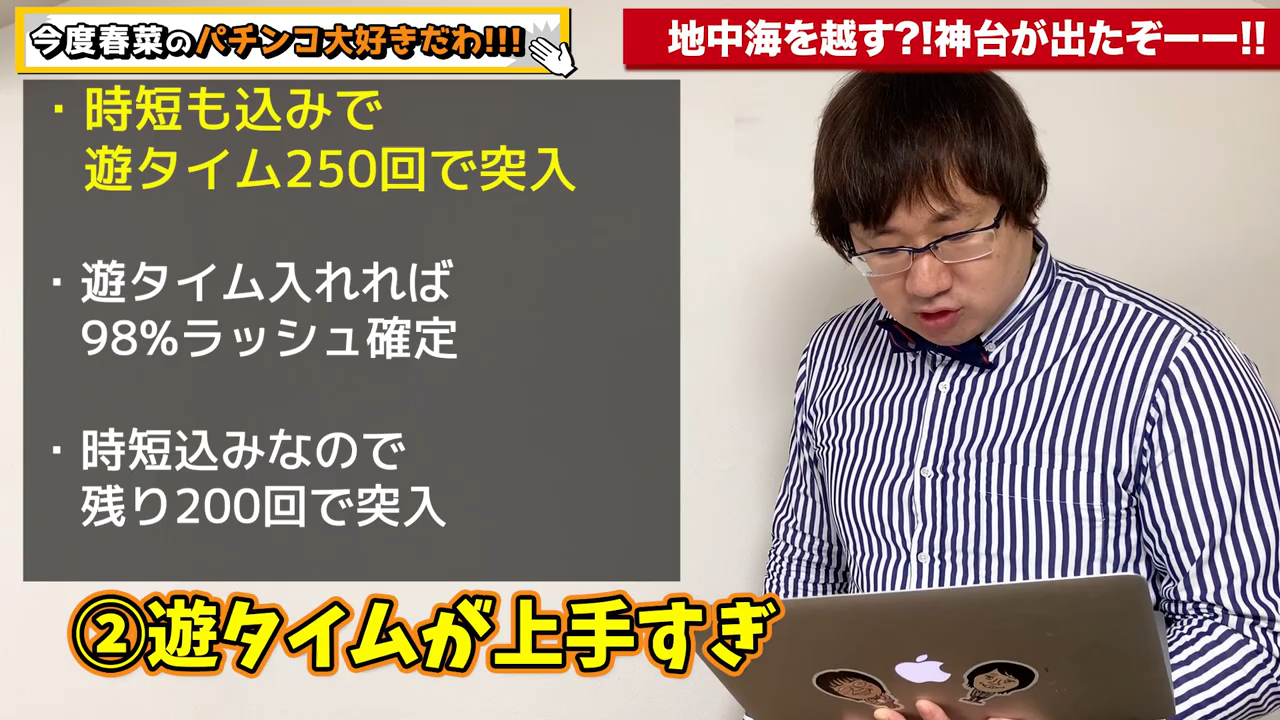 今度春菜のパチンコ大好きだわ!!!
地中海を越す?!神台が出たぞーー!!
・時短も込みで
遊タイム250回で突入
・遊タイム入れれば
98%ラッシュ確定
・時短込みなので
残り200回で突入
②遊タイムが上手すぎ